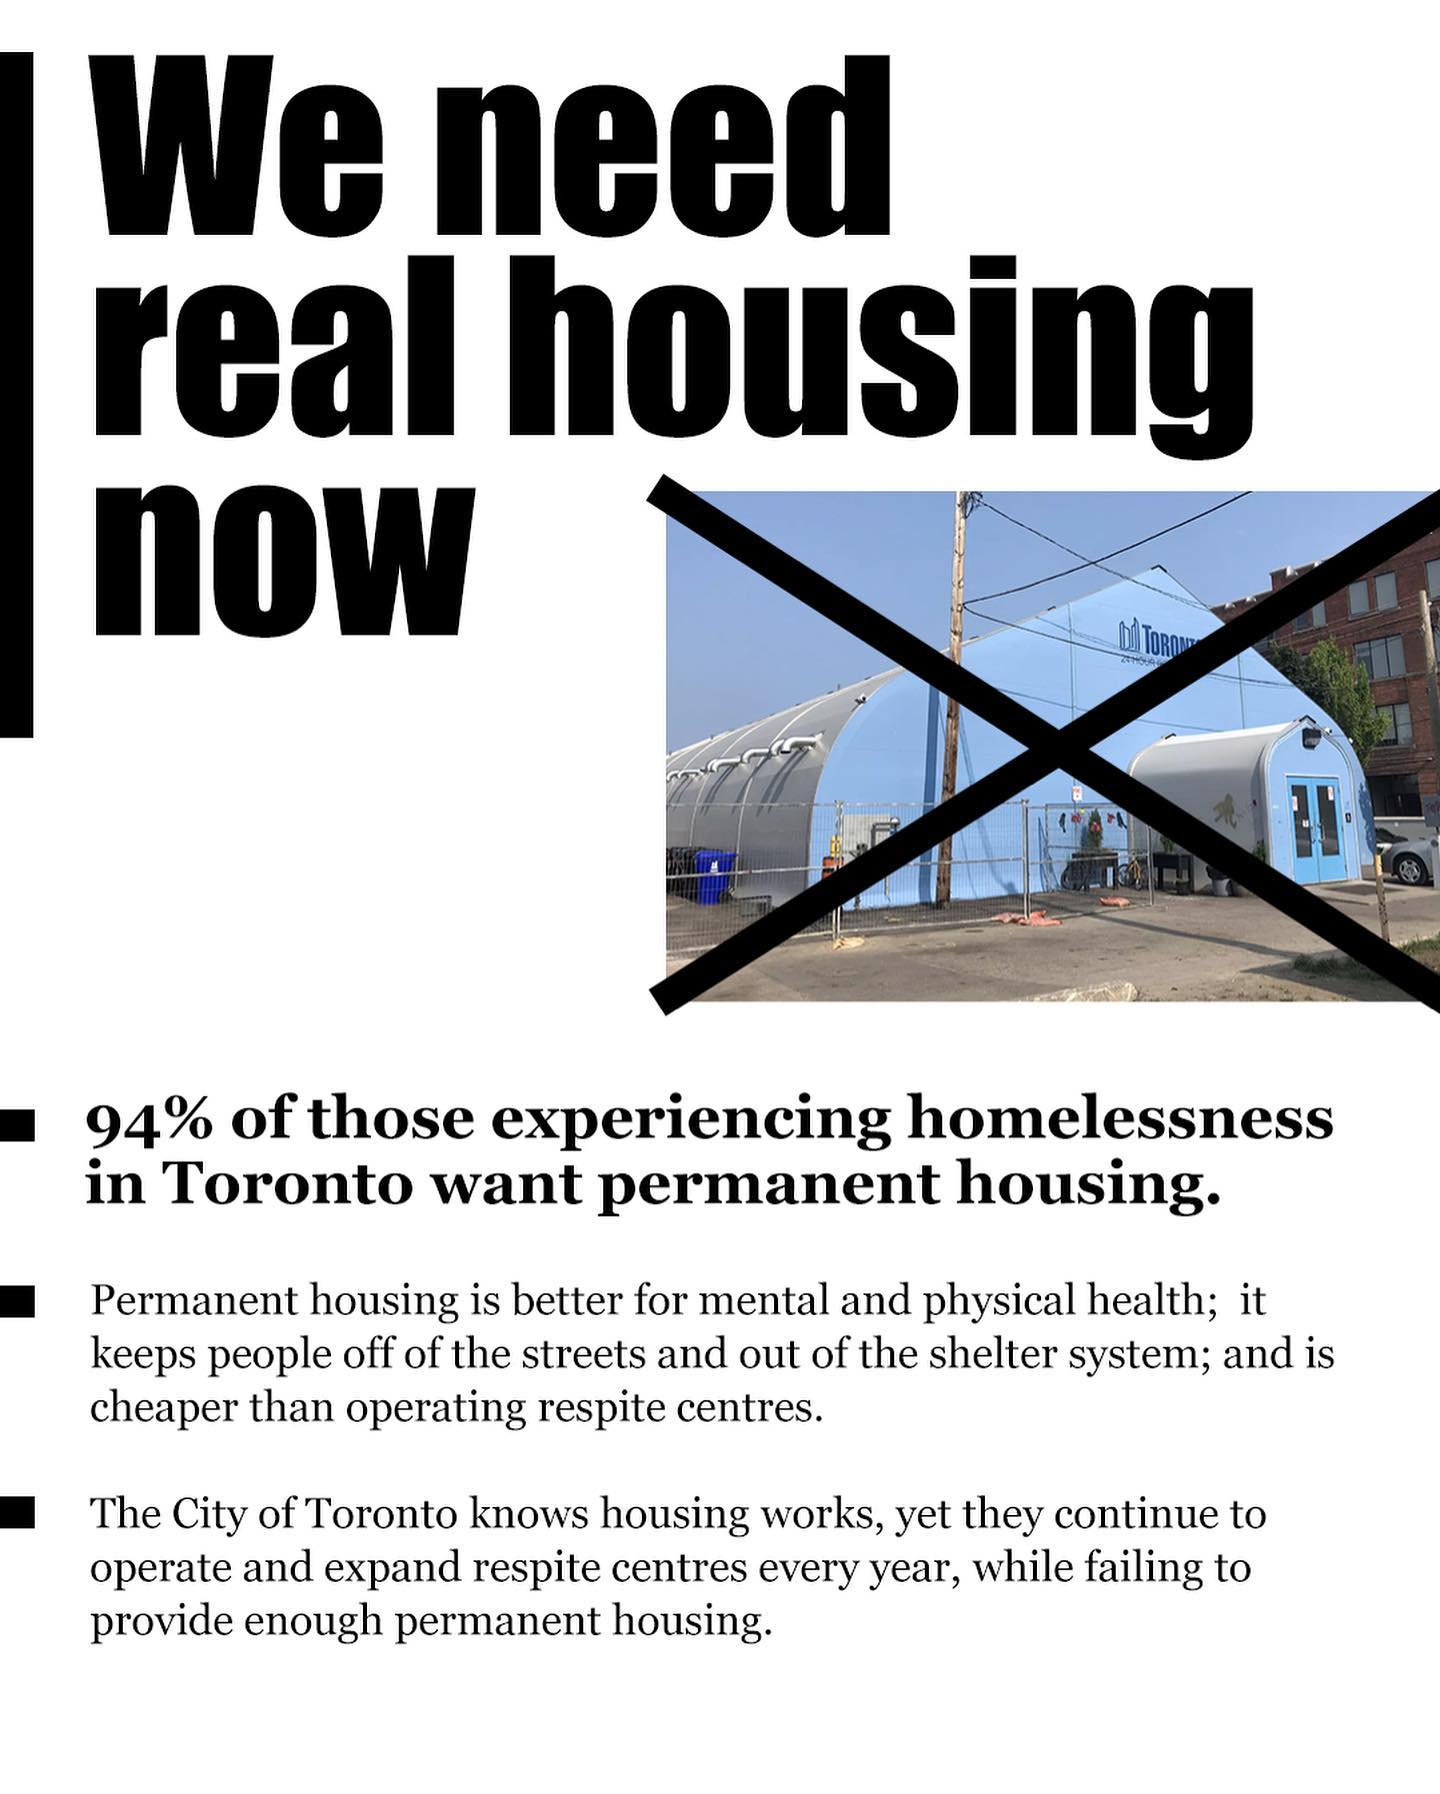 We need
real housing
now
TORONTO
94% of those experiencing homelessness
in Toronto want permanent housing.
Permanent housing is better for mental and physical health;  it
keeps people off of the streets and out of the shelter system; and is
cheaper than operating respite centres.
The City of Toronto knows housing works, yet they continue to
operate and expand respite centres every year, while failing to
provide enough permanent housing.